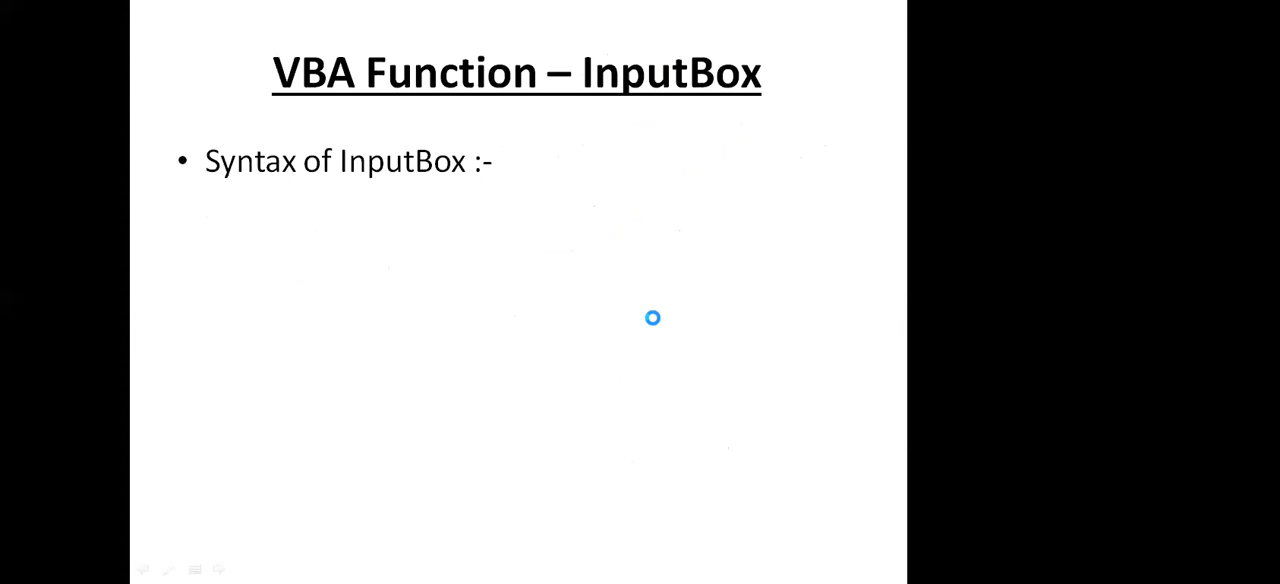 VBA Function – InputBox
• Syntax of InputBox :-